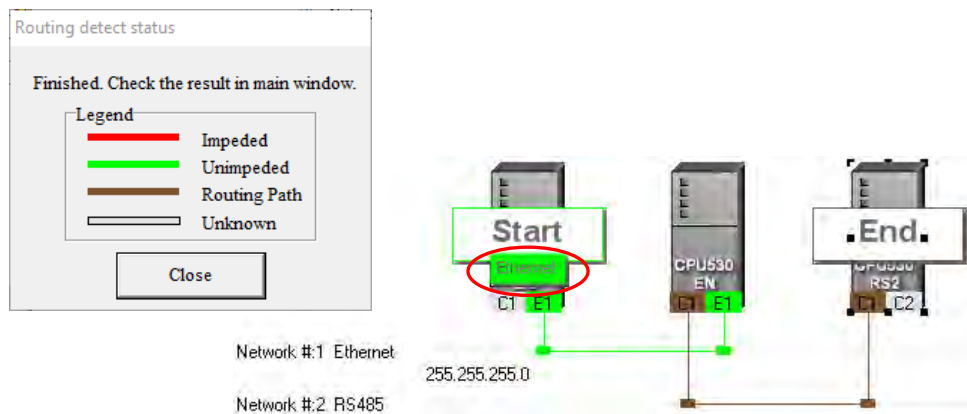 Routing detect status
Finished. Check the result in main window.
Legend
Impeded
Unimpeded
Routing Path
Unknown
Close
Start
Ethernet
C1 E1
CPU530
EN
C1 E1
End
CPU530
RS2
C1 C2
Network #:1 Ethernet
255.255.255.0
Network #:2 RS485